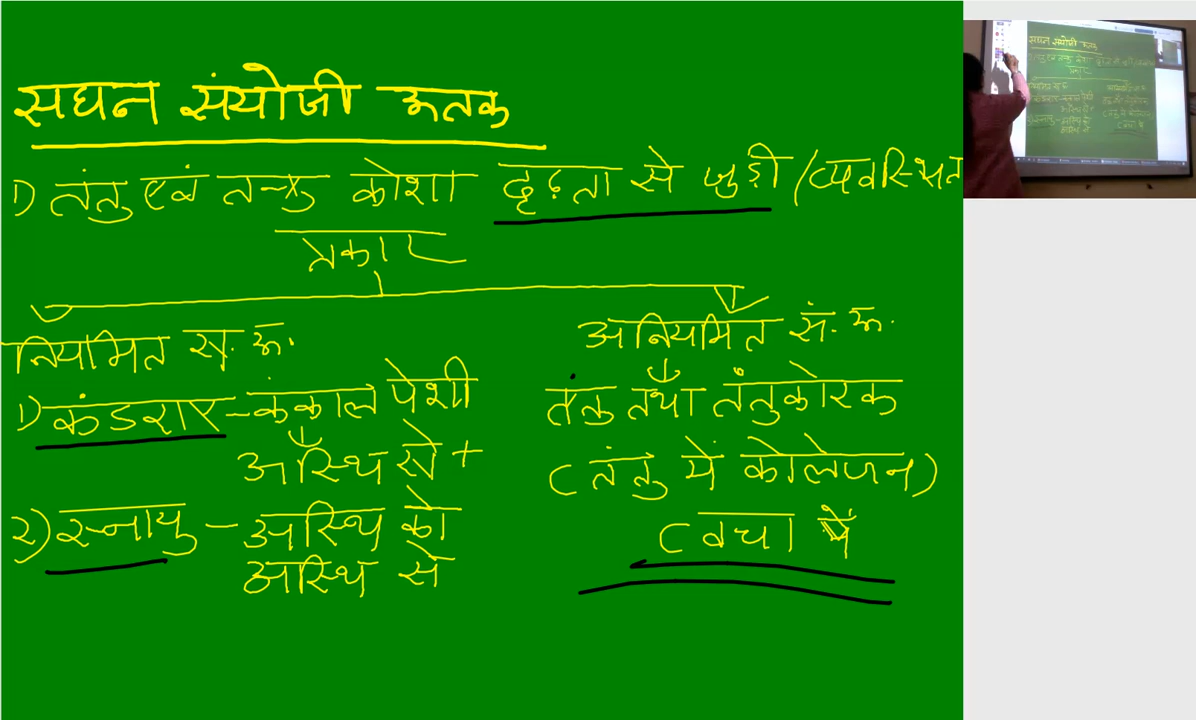 सघन संयोजी ऊतक
1) तंतु एवं तन्तु कोशा दृढ़ता से जुड़ी / व्यवस्थित
प्रकार
नियमित स. ऊ.
1) कंडराए - कंकाल पेशी
अस्थि से +
2) स्नायु - अस्थि को
अस्थि से
अनियमित सं. ऊ.
तंतु तथा तंतुकोरक
( तंतु में कोलेजन )
त्वचा में